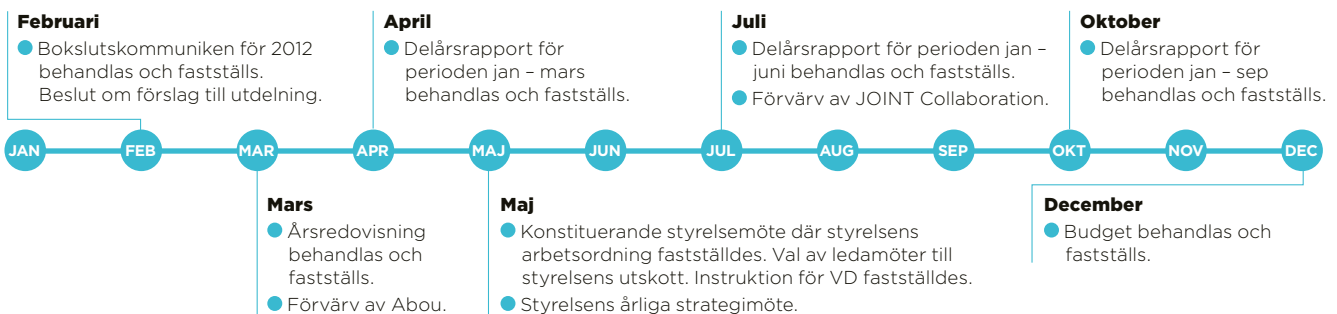 Februari
Bokslutskommuniken för 2012
behandlas och fastställs.
Beslut om förslag till utdelning.
April
Delårsrapport för
perioden jan – mars
behandlas och fastställs.
Juli
Delårsrapport för perioden jan –
juni behandlas och fastställs.
Förvärv av JOINT Collaboration.
Oktober
Delårsrapport för
perioden jan – sep
behandlas och fastställs.
JAN FEB MAR APR MAJ JUN JUL AUG SEP OKT NOV DEC
Mars
Årsredovisning
behandlas och
fastställs.
Förvärv av Abou.
Maj
Konstituerande styrelsemöte där styrelsens
arbetsordning fastställdes. Val av ledamöter till
styrelsens utskott. Instruktion för VD fastställdes.
Styrelsens årliga strategimöte.
December
Budget behandlas och
fastställs.